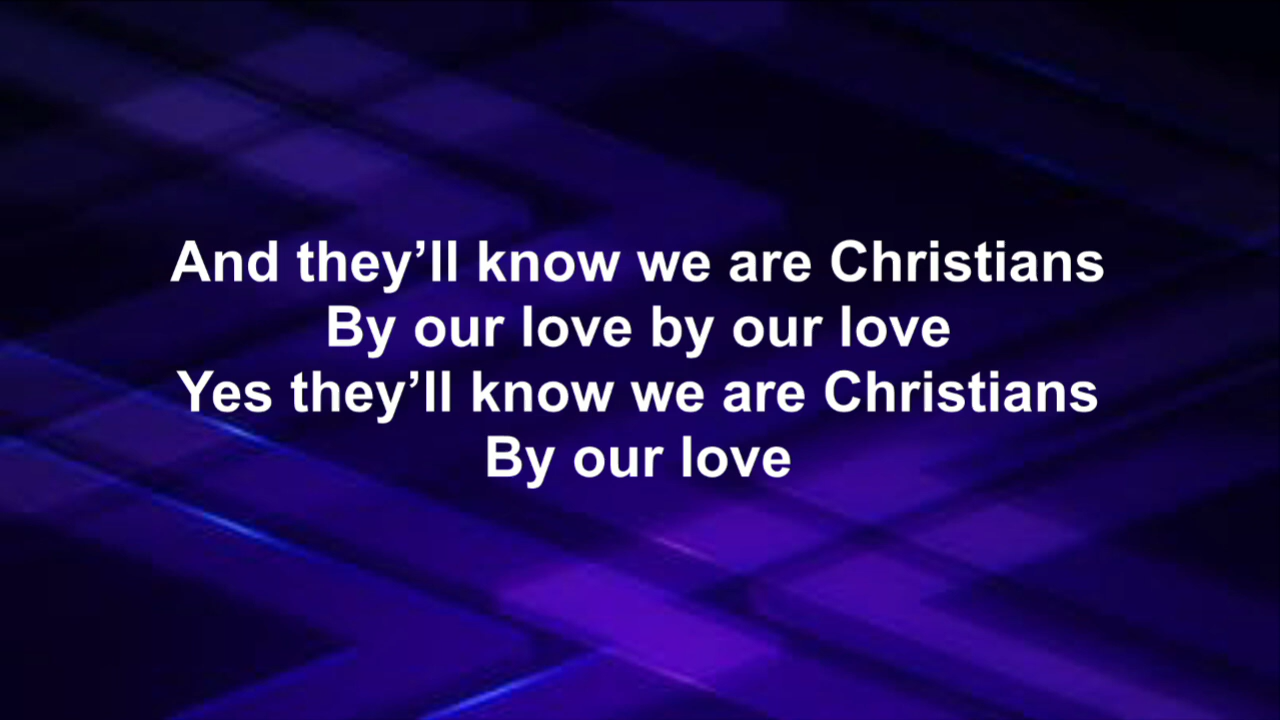 And they’ll know we are Christians
By our love by our love
Yes they’ll know we are Christians
By our love